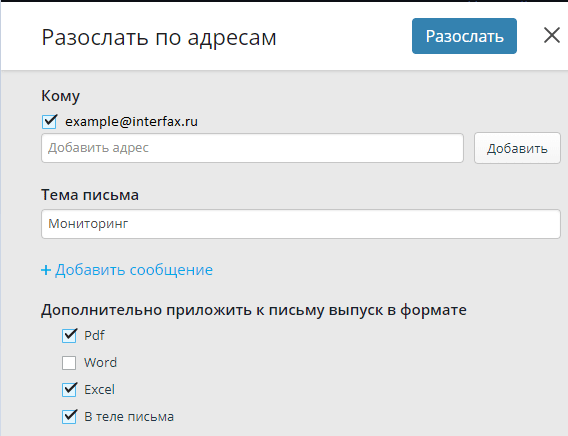 Разослать по адресам
Разослать
Кому
example@interfax.ru
Добавить адрес
Добавить
Тема письма
Мониторинг
+ Добавить сообщение
Дополнительно приложить к письму выпуск в формате
Pdf
Word
Excel
В теле письма